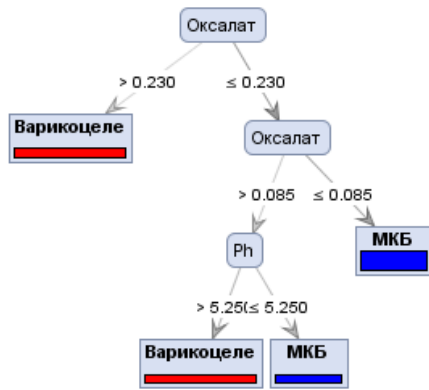 Оксалат
> 0.230 ≤ 0.230
Варикоцеле
Оксалат
> 0.085 ≤ 0.085
Ph
МКБ
> 5.25(≤ 5.250
Варикоцеле МКБ